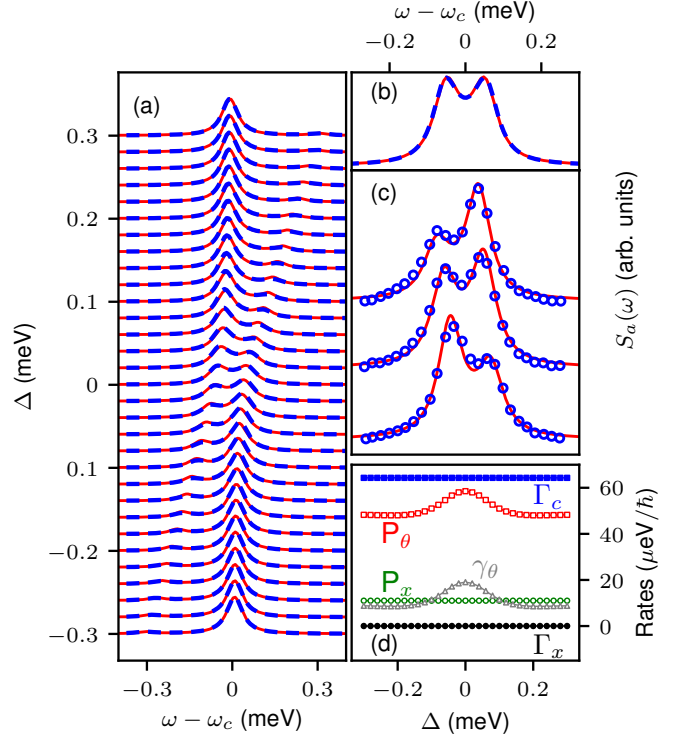 ω − ω_c (meV)
−0.2 0 0.2
(a)
0.3
0.2
0.1
0
0.1
−0.2
−0.3
Δ (meV)
−0.3 0 0.3
ω − ω_c (meV)
(b)
(c)
S_a(ω) (arb. units)
Γ_c
P_θ
P_x
γ_θ
Γ_x
(d)
60
40
20
0
Rates (μeV/ħ)
−0.2 0 0.2
Δ (meV)